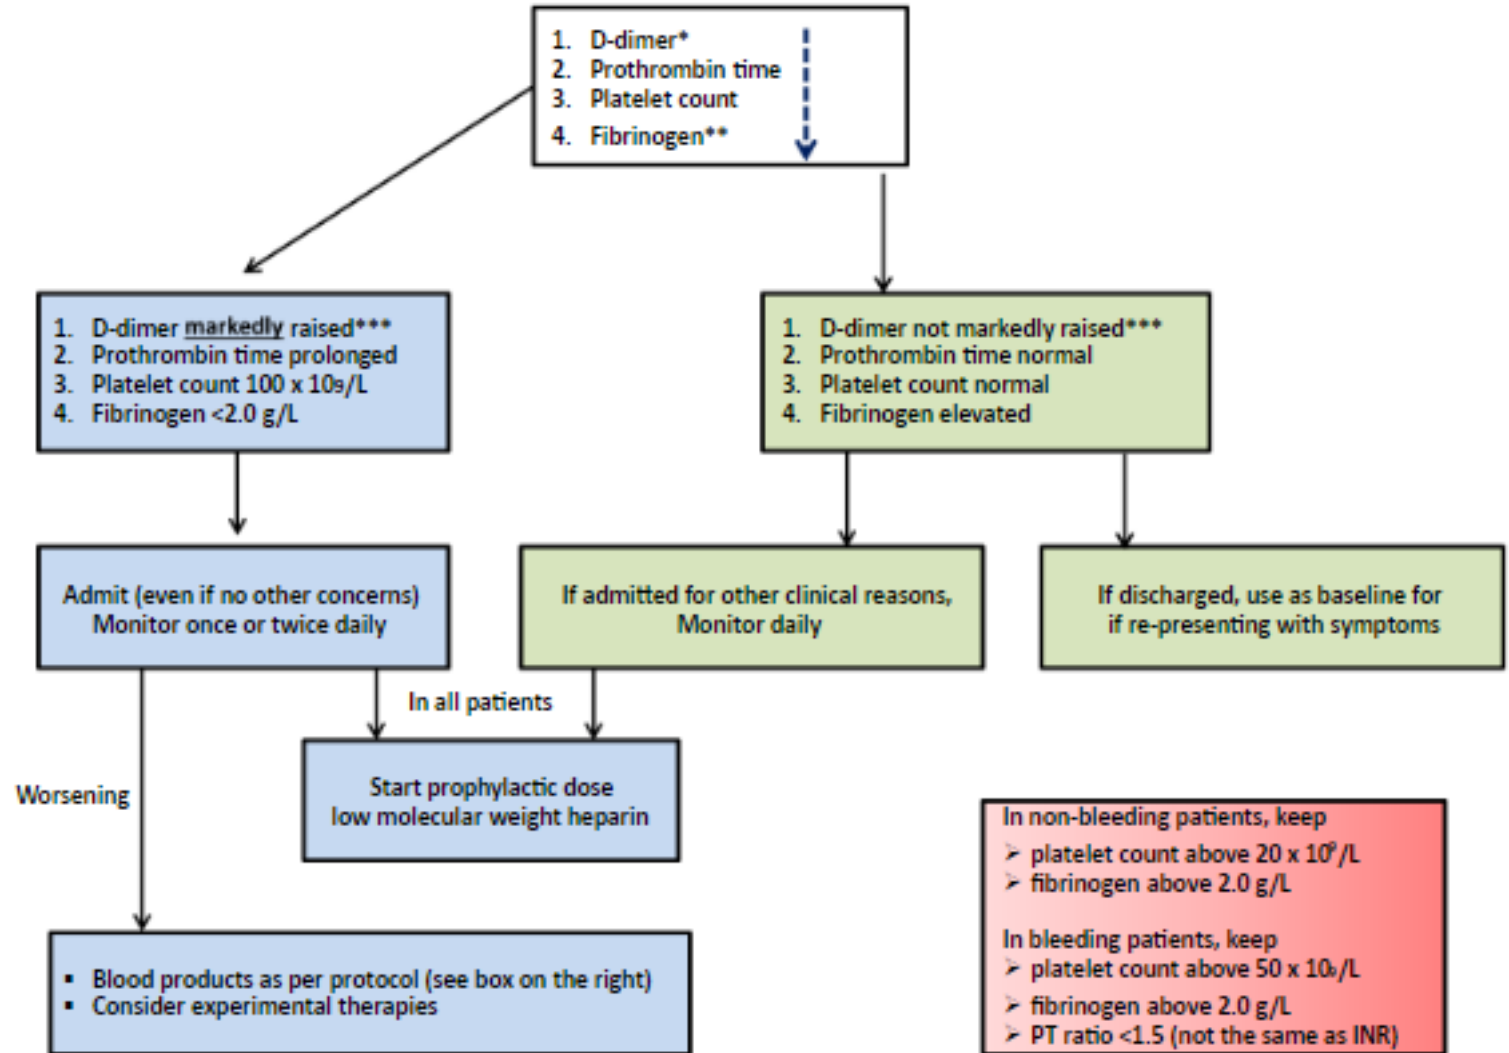 1. D-dimer*
2. Prothrombin time
3. Platelet count
4. Fibrinogen**
1. D-dimer markedly raised***
2. Prothrombin time prolonged
3. Platelet count 100 x 109/L
4. Fibrinogen <2.0 g/L
1. D-dimer not markedly raised***
2. Prothrombin time normal
3. Platelet count normal
4. Fibrinogen elevated
Admit (even if no other concerns)
Monitor once or twice daily
If admitted for other clinical reasons,
Monitor daily
If discharged, use as baseline for
if re-presenting with symptoms
In all patients
Worsening
Start prophylactic dose
low molecular weight heparin
▪ Blood products as per protocol (see box on the right)
▪ Consider experimental therapies
In non-bleeding patients, keep
➢ platelet count above 20 x 10⁹/L
➢ fibrinogen above 2.0 g/L
In bleeding patients, keep
➢ platelet count above 50 x 10₉/L
➢ fibrinogen above 2.0 g/L
➢ PT ratio <1.5 (not the same as INR)